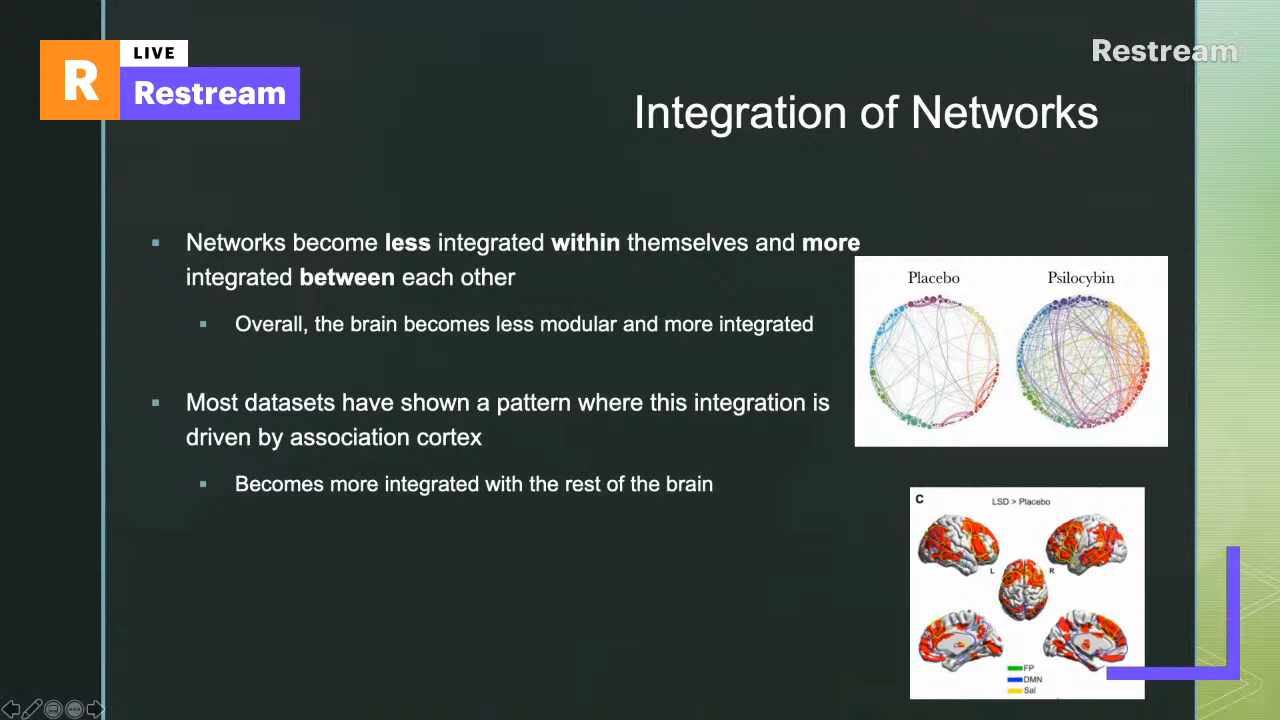 R
LIVE
Restream
Restream
Integration of Networks
▪ Networks become less integrated within themselves and more
integrated between each other
▪ Overall, the brain becomes less modular and more integrated
▪ Most datasets have shown a pattern where this integration is
driven by association cortex
▪ Becomes more integrated with the rest of the brain
Placebo
Psilocybin
C
LSD > Placebo
L
R
FP
DMN
Sal